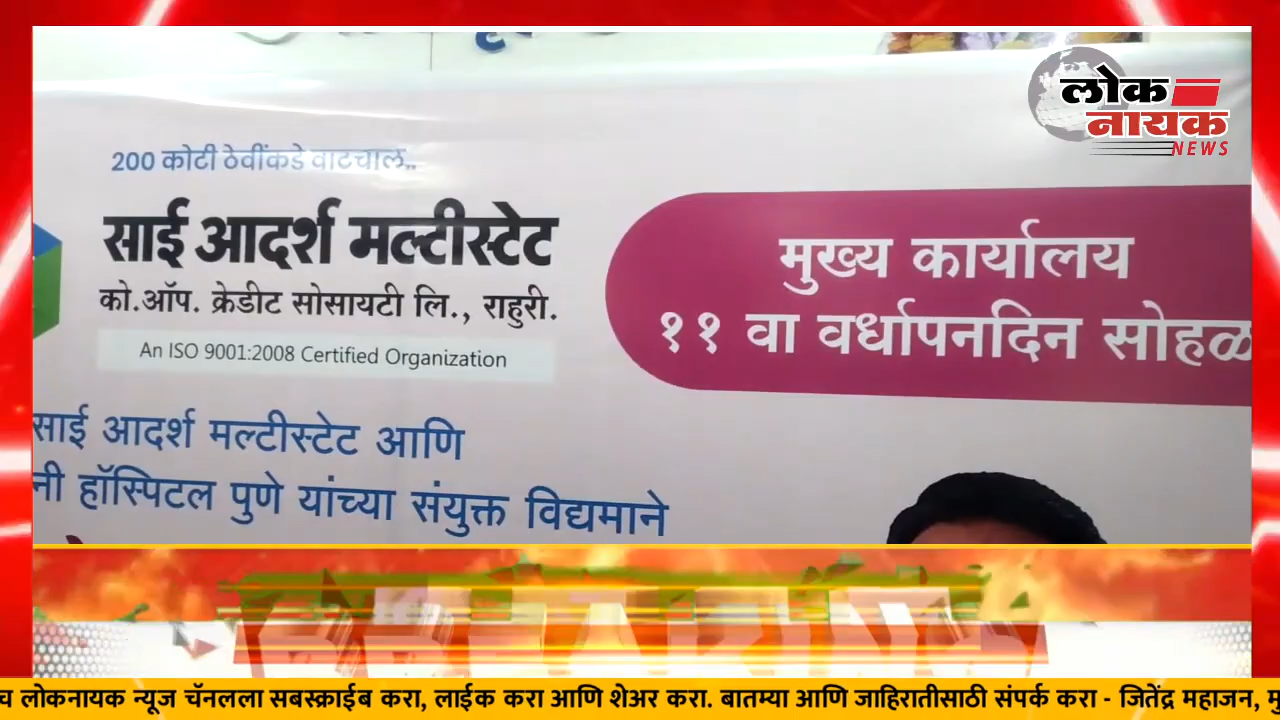 लोक
नायक
NEWS
200 कोटी ठेवींकडे वाटचाल..
साई आदर्श मल्टीस्टेट
को.ऑप. क्रेडीट सोसायटी लि., राहुरी.
An ISO 9001:2008 Certified Organization
मुख्य कार्यालय
११ वा वर्धापनदिन सोहळ
साई आदर्श मल्टीस्टेट आणि
नी हॉस्पिटल पुणे यांच्या संयुक्त विद्यमाने
च लोकनायक न्यूज चॅनलला सबस्क्राईब करा, लाईक करा आणि शेअर करा. बातम्या आणि जाहिरातीसाठी संपर्क करा - जितेंद्र महाजन, मु